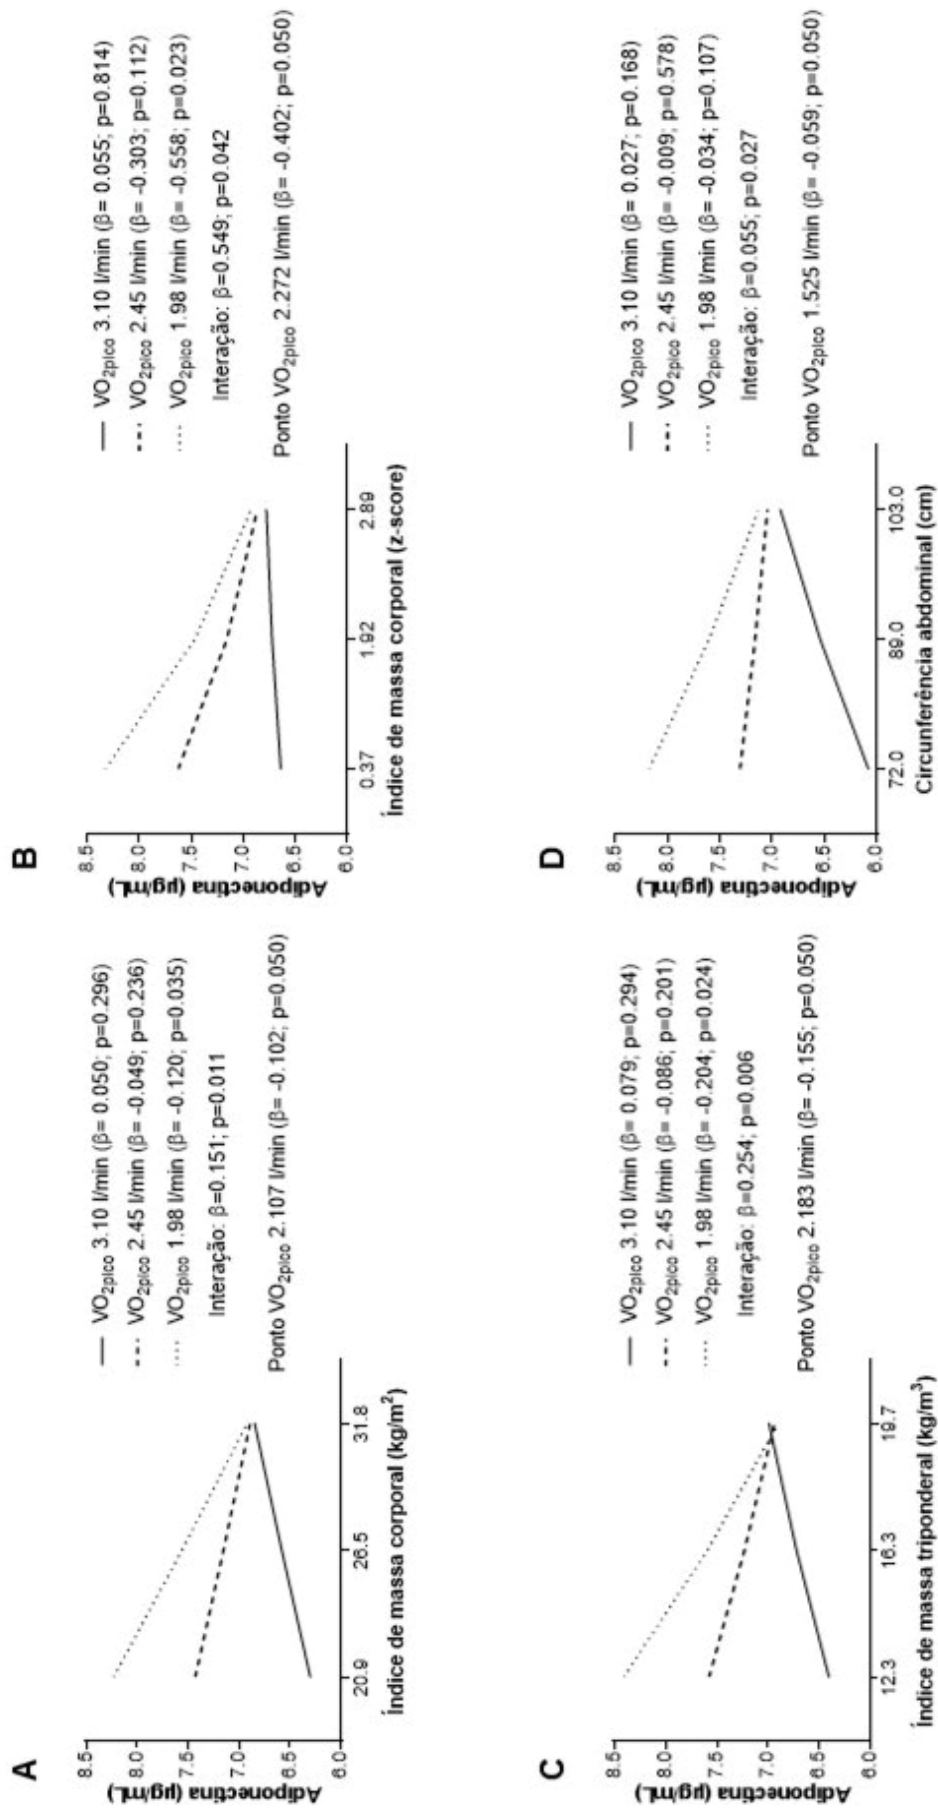 A
Adiponectina (µg/mL)
8.5
8.0
7.5
7.0
6.5
6.0
20.9
26.5
31.8
Índice de massa corporal (kg/m²)
VO2pico 3.10 l/min (β= 0.050; p=0.296)
VO2pico 2.45 l/min (β= -0.049; p=0.236)
VO2pico 1.98 l/min (β= -0.120; p=0.035)
Interação: β=0.151; p=0.011
Ponto VO2pico 2.107 l/min (β= -0.102; p=0.050)
B
Adiponectina (µg/mL)
8.5
8.0
7.5
7.0
6.5
6.0
0.37
1.92
2.89
Índice de massa corporal (z-score)
VO2pico 3.10 l/min (β= 0.055; p=0.814)
VO2pico 2.45 l/min (β= -0.303; p=0.112)
VO2pico 1.98 l/min (β= -0.558; p=0.023)
Interação: β=0.549; p=0.042
Ponto VO2pico 2.272 l/min (β= -0.402; p=0.050)
C
Adiponectina (µg/mL)
8.5
8.0
7.5
7.0
6.5
6.0
12.3
16.3
19.7
Índice de massa triponderal (kg/m³)
VO2pico 3.10 l/min (β= 0.079; p=0.294)
VO2pico 2.45 l/min (β= -0.086; p=0.201)
VO2pico 1.98 l/min (β= -0.204; p=0.024)
Interação: β=0.254; p=0.006
Ponto VO2pico 2.183 l/min (β= -0.155; p=0.050)
D
Adiponectina (µg/mL)
8.5
8.0
7.5
7.0
6.5
6.0
72.0
89.0
103.0
Circunferência abdominal (cm)
VO2pico 3.10 l/min (β= 0.027; p=0.168)
VO2pico 2.45 l/min (β= -0.009; p=0.578)
VO2pico 1.98 l/min (β= -0.034; p=0.107)
Interação: β=0.055; p=0.027
Ponto VO2pico 1.525 l/min (β= -0.059; p=0.050)